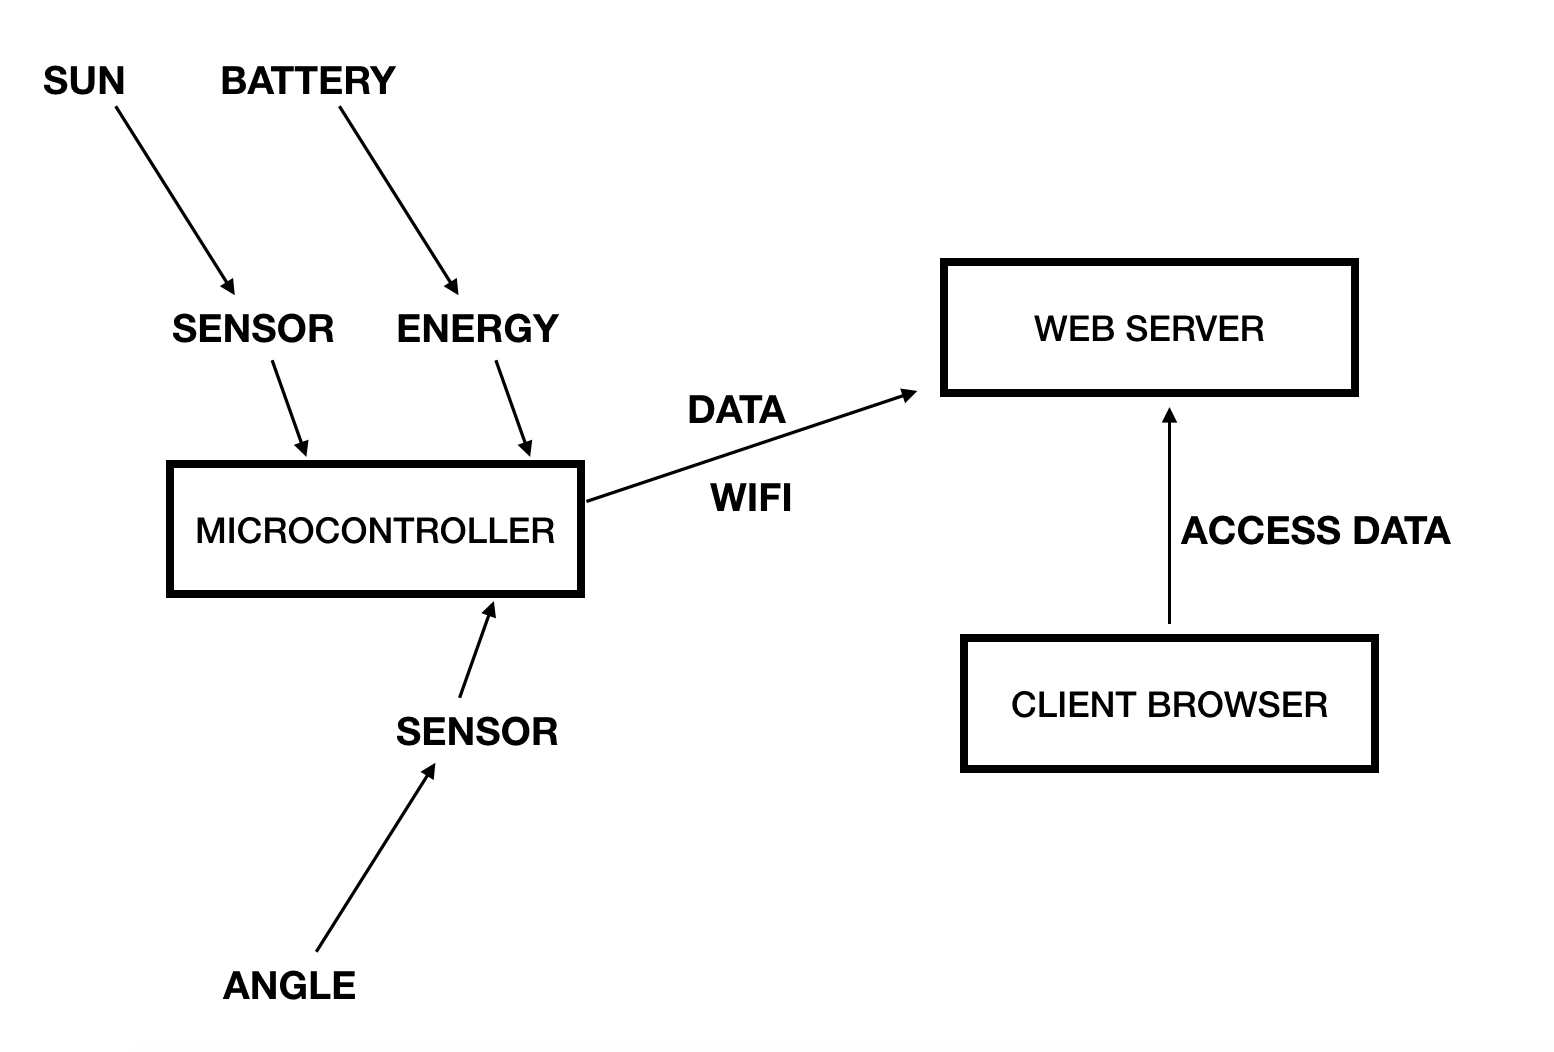 SUN
BATTERY
SENSOR
ENERGY
WEB SERVER
DATA
WIFI
MICROCONTROLLER
ACCESS DATA
CLIENT BROWSER
SENSOR
ANGLE